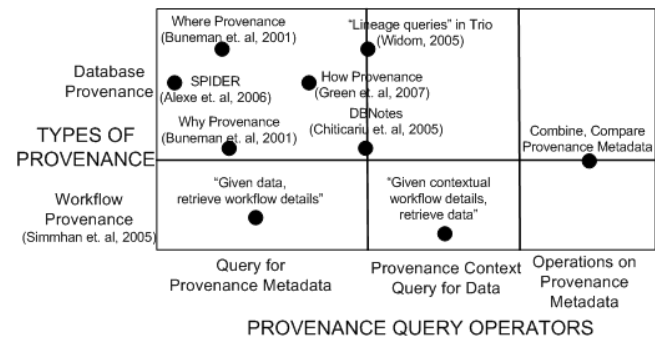 Where Provenance
(Buneman et. al, 2001)
“Lineage queries” in Trio
(Widom, 2005)
Database
Provenance
SPIDER
(Alexe et. al, 2006)
How Provenance
(Green et. al, 2007)
Why Provenance
(Buneman et. al, 2001)
DBNotes
(Chiticariu et. al, 2005)
Combine, Compare
Provenance Metadata
TYPES OF
PROVENANCE
Workflow
Provenance
(Simmhan et. al, 2005)
“Given data,
retrieve workflow details”
“Given contextual
workflow details,
retrieve data”
Query for
Provenance Metadata
Provenance Context
Query for Data
Operations on
Provenance
Metadata
PROVENANCE QUERY OPERATORS